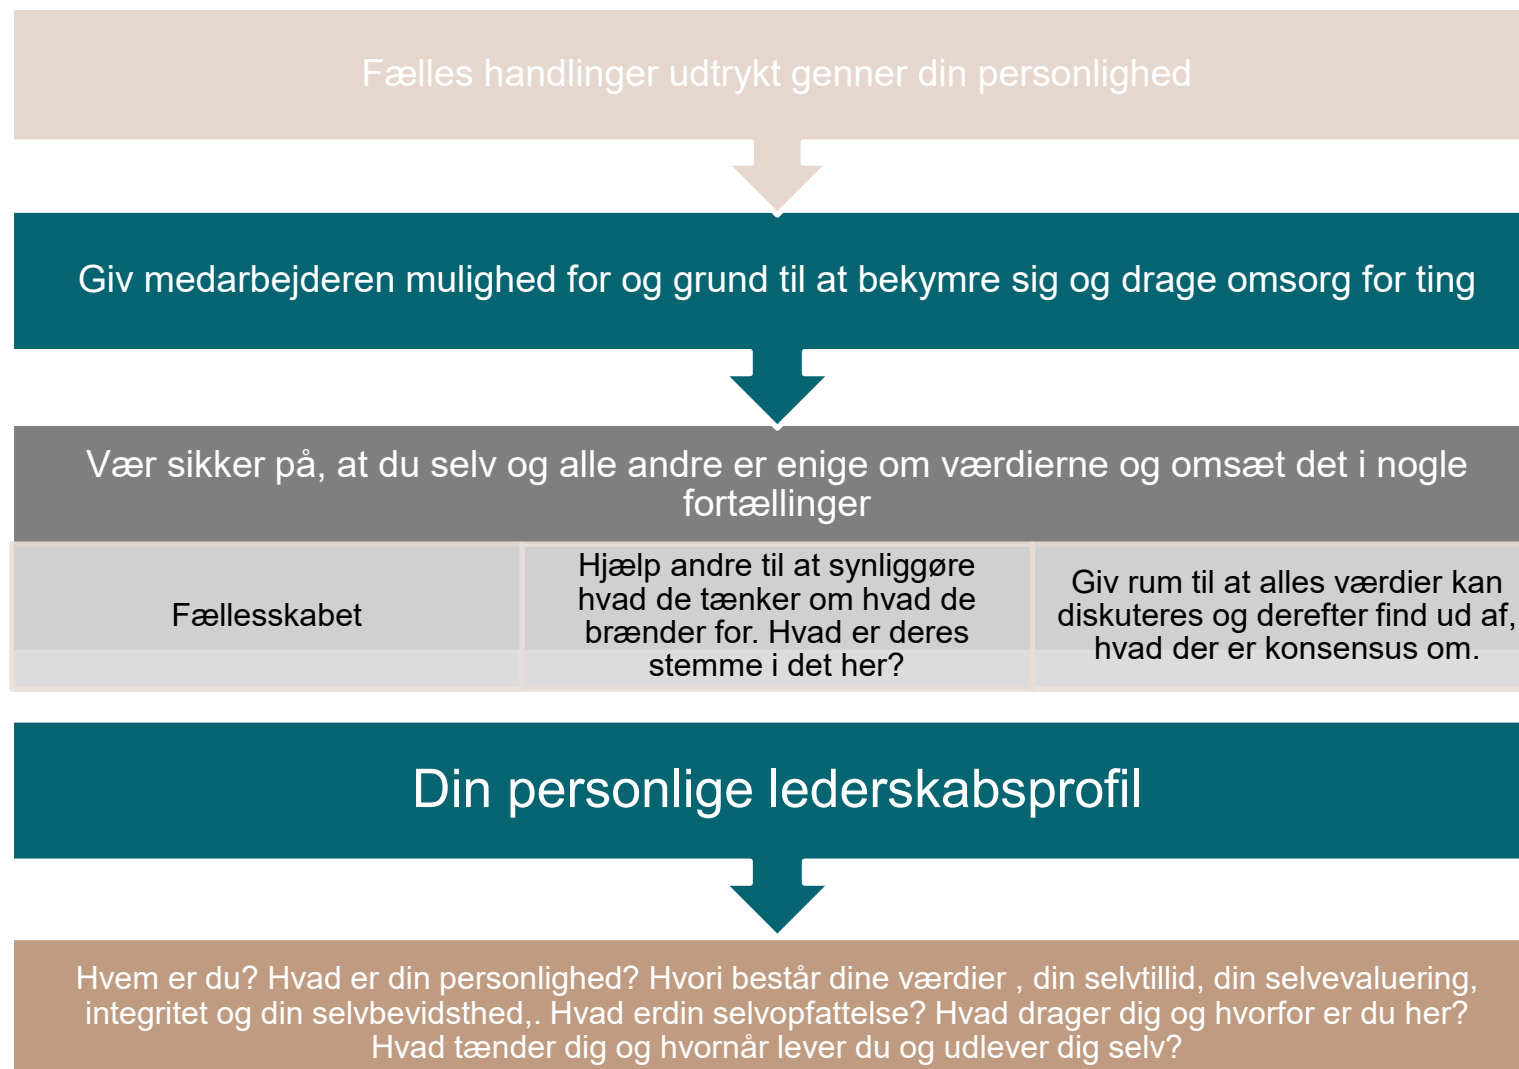 Fælles handlinger udtrykt genner din personlighed
Giv medarbejderen mulighed for og grund til at bekymre sig og drage omsorg for ting
Vær sikker på, at du selv og alle andre er enige om værdierne og omsæt det i nogle
fortællinger
Fællesskabet
Hjælp andre til at synliggøre
hvad de tænker om hvad de
brænder for. Hvad er deres
stemme i det her?
Giv rum til at alles værdier kan
diskuteres og derefter find ud af,
hvad der er konsensus om.
Din personlige lederskabsprofil
Hvem er du? Hvad er din personlighed? Hvori består dine værdier , din selvtillid, din selvevaluering,
integritet og din selvbevidsthed,. Hvad erdin selvopfattelse? Hvad drager dig og hvorfor er du her?
Hvad tænder dig og hvornår lever du og udlever dig selv?